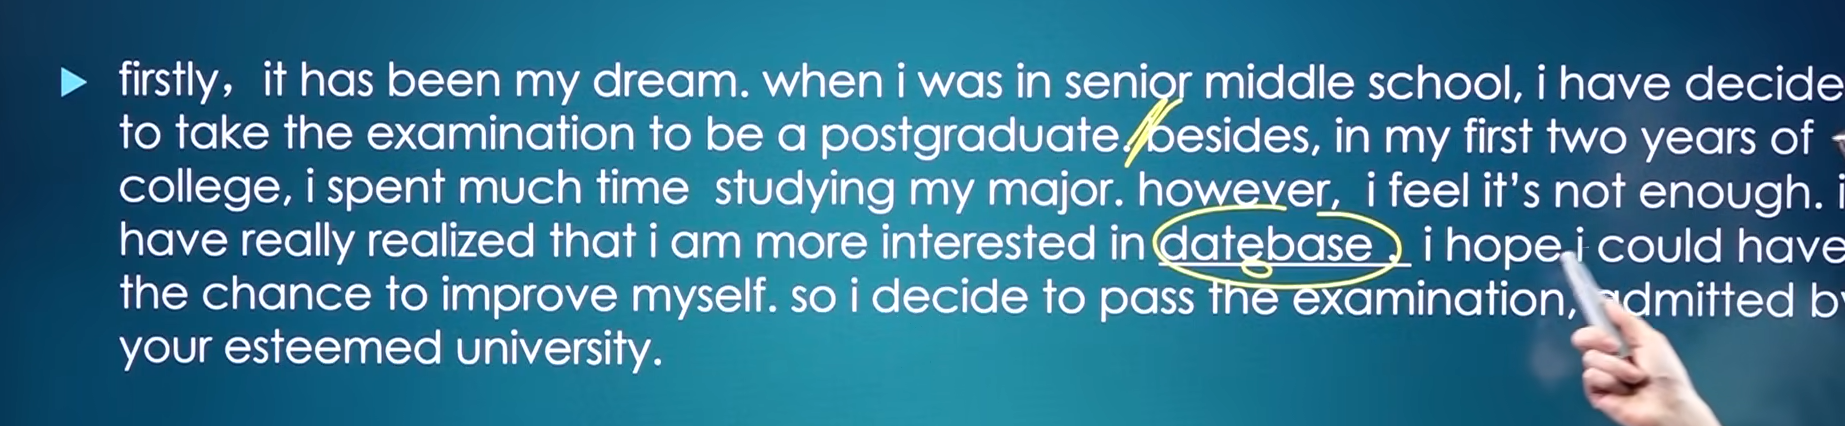 firstly，it has been my dream. when i was in senior middle school, i have decide
to take the examination to be a postgraduate. besides, in my first two years of
college, i spent much time studying my major. however, i feel it's not enough. i
have really realized that i am more interested in datebase . i hope i could have
the chance to improve myself. so i decide to pass the examination, admitted by
your esteemed university.